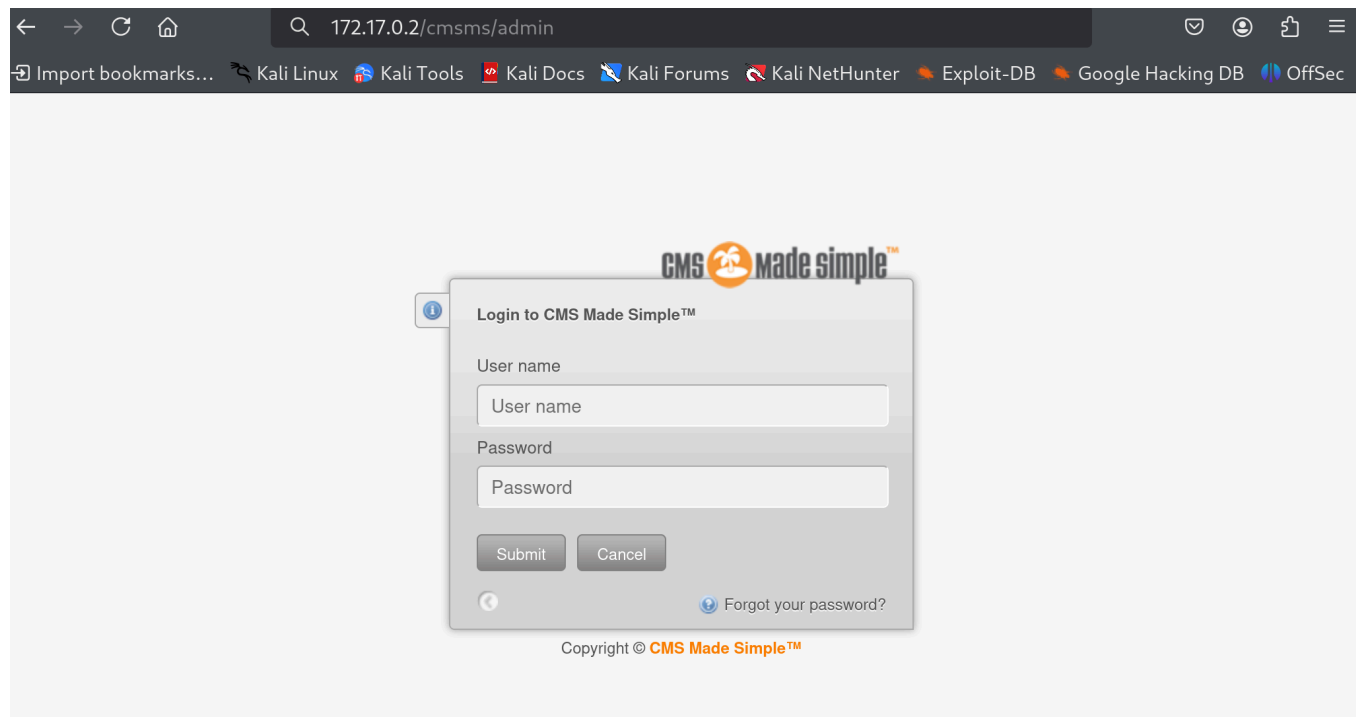 172.17.0.2/cmsms/admin
Import bookmarks... Kali Linux Kali Tools Kali Docs Kali Forums Kali NetHunter Exploit-DB Google Hacking DB OffSec
CMS made simple™
Login to CMS Made Simple™
User name
User name
Password
Password
Submit Cancel
Forgot your password?
Copyright © CMS Made Simple™